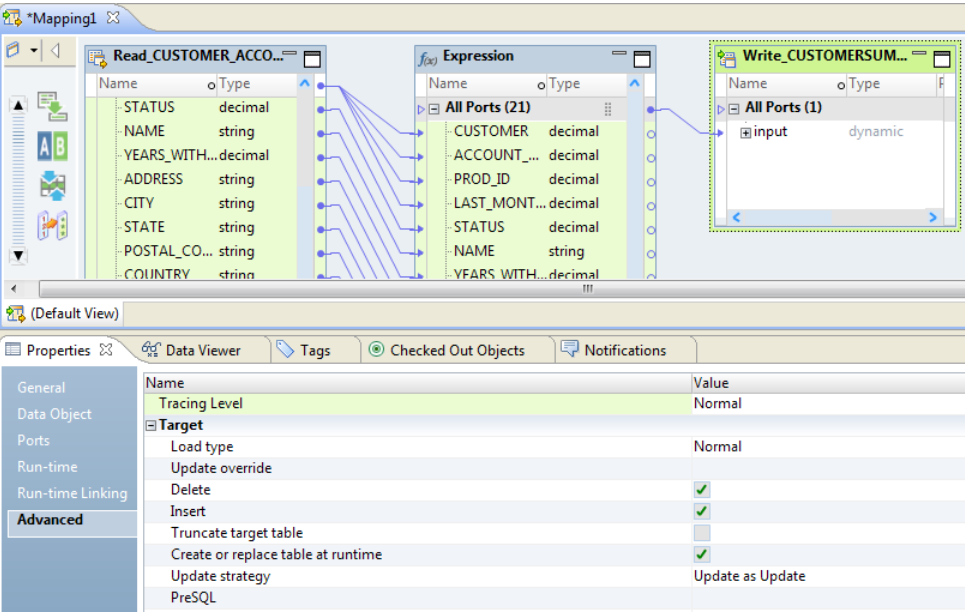 *Mapping1
Read_CUSTOMER_ACCO...
Name Type
STATUS decimal
NAME string
YEARS_WITH... decimal
ADDRESS string
CITY string
STATE string
POSTAL_CO... string
COUNTRY string
f(x) Expression
Name Type
All Ports (21)
CUSTOMER decimal
ACCOUNT_... decimal
PROD_ID decimal
LAST_MONT... decimal
STATUS decimal
NAME string
YEARS_WITH... decimal
Write_CUSTOMERSUM...
Name Type
All Ports (1)
input dynamic
AB
(Default View)
Properties Data Viewer Tags Checked Out Objects Notifications
General
Data Object
Ports
Run-time
Run-time Linking
Advanced
Name Value
Tracing Level Normal
Target
Load type Normal
Update override
Delete
Insert
Truncate target table
Create or replace table at runtime
Update strategy Update as Update
PreSQL